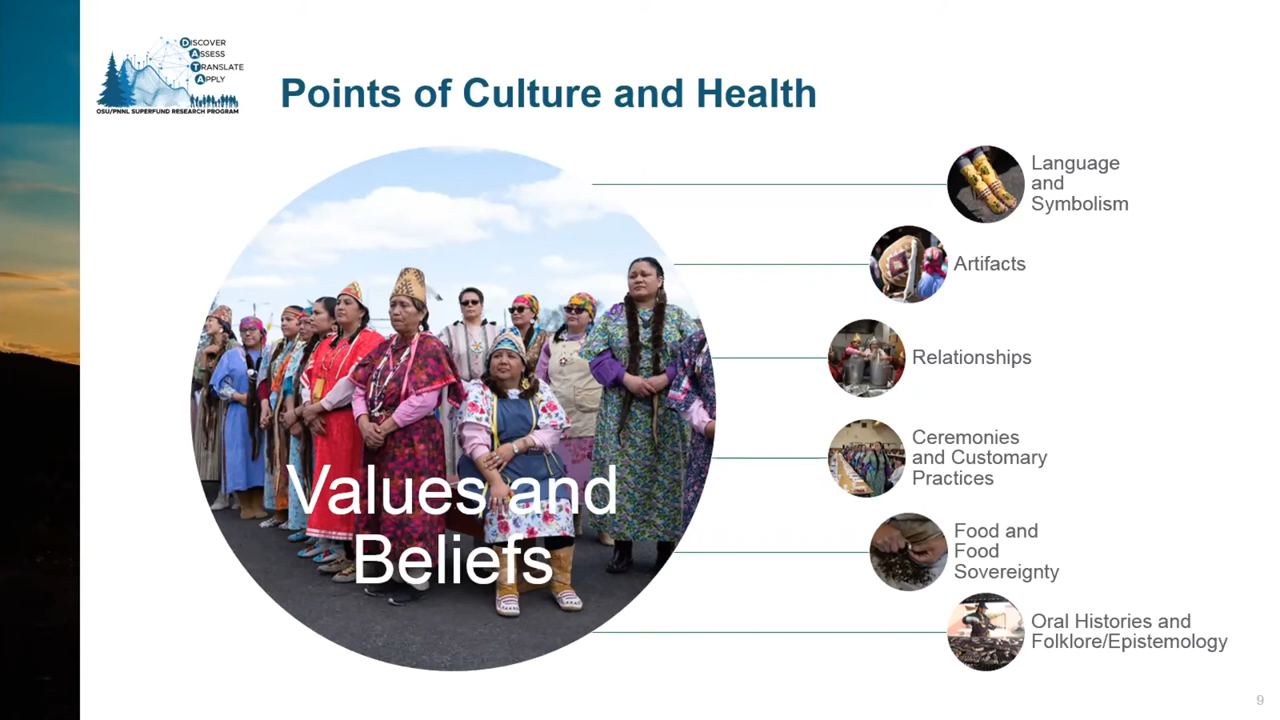 DISCOVER
ASSESS
TRANSLATE
APPLY
OSU/PNNL SUPERFUND RESEARCH PROGRAM
Points of Culture and Health
Values and
Beliefs
Language
and
Symbolism
Artifacts
Relationships
Ceremonies
and Customary
Practices
Food and
Food
Sovereignty
Oral Histories and
Folklore/Epistemology
9